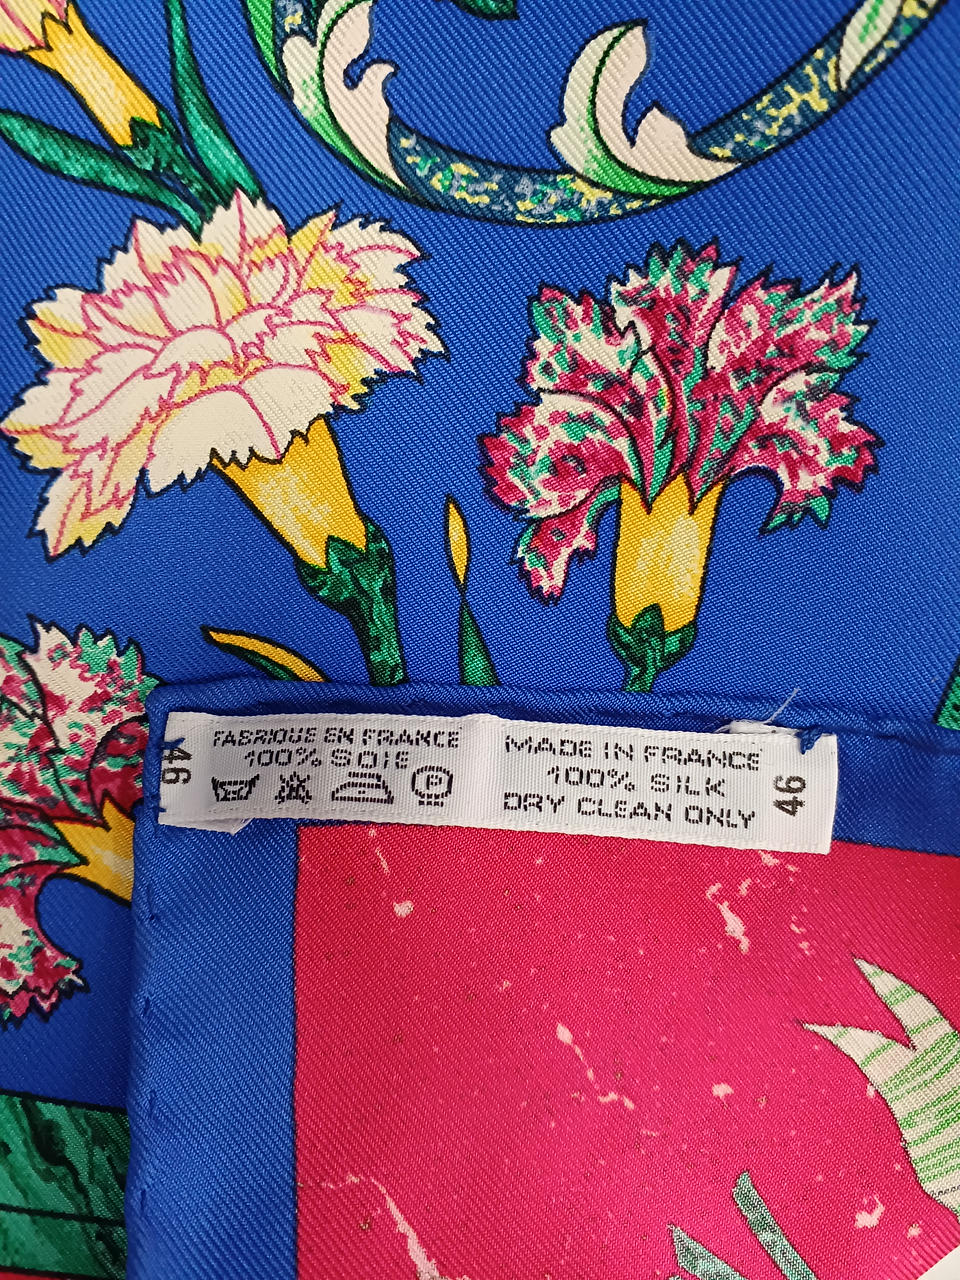 46
FABRIQUE EN FRANCE
100% SOIE
P
MADE IN FRANCE
100% SILK
DRY CLEAN ONLY
46